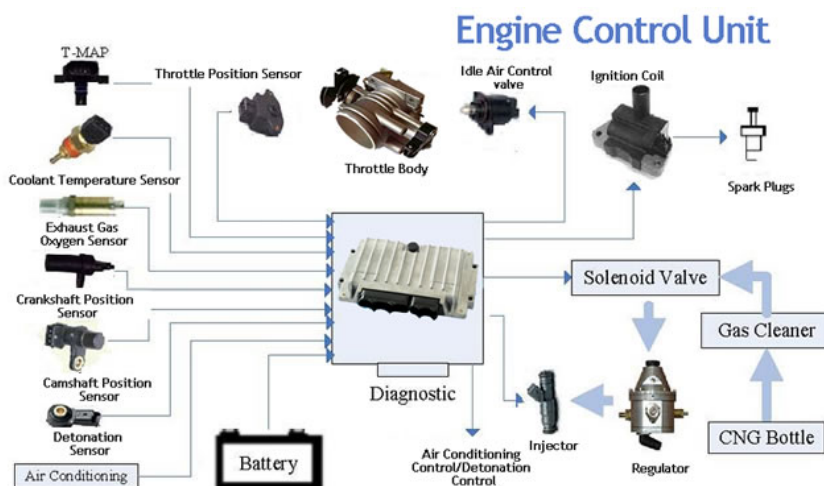 Engine Control Unit
T-MAP
Throttle Position Sensor
Idle Air Control
valve
Ignition Coil
Throttle Body
Spark Plugs
Coolant Temperature Sensor
Exhaust Gas
Oxygen Sensor
Crankshaft Position
Sensor
Camshaft Position
Sensor
Detonation
Sensor
Air Conditioning
Battery
Diagnostic
Air Conditioning
Control/Detonation
Control
Injector
Regulator
Solenoid Valve
Gas Cleaner
CNG Bottle